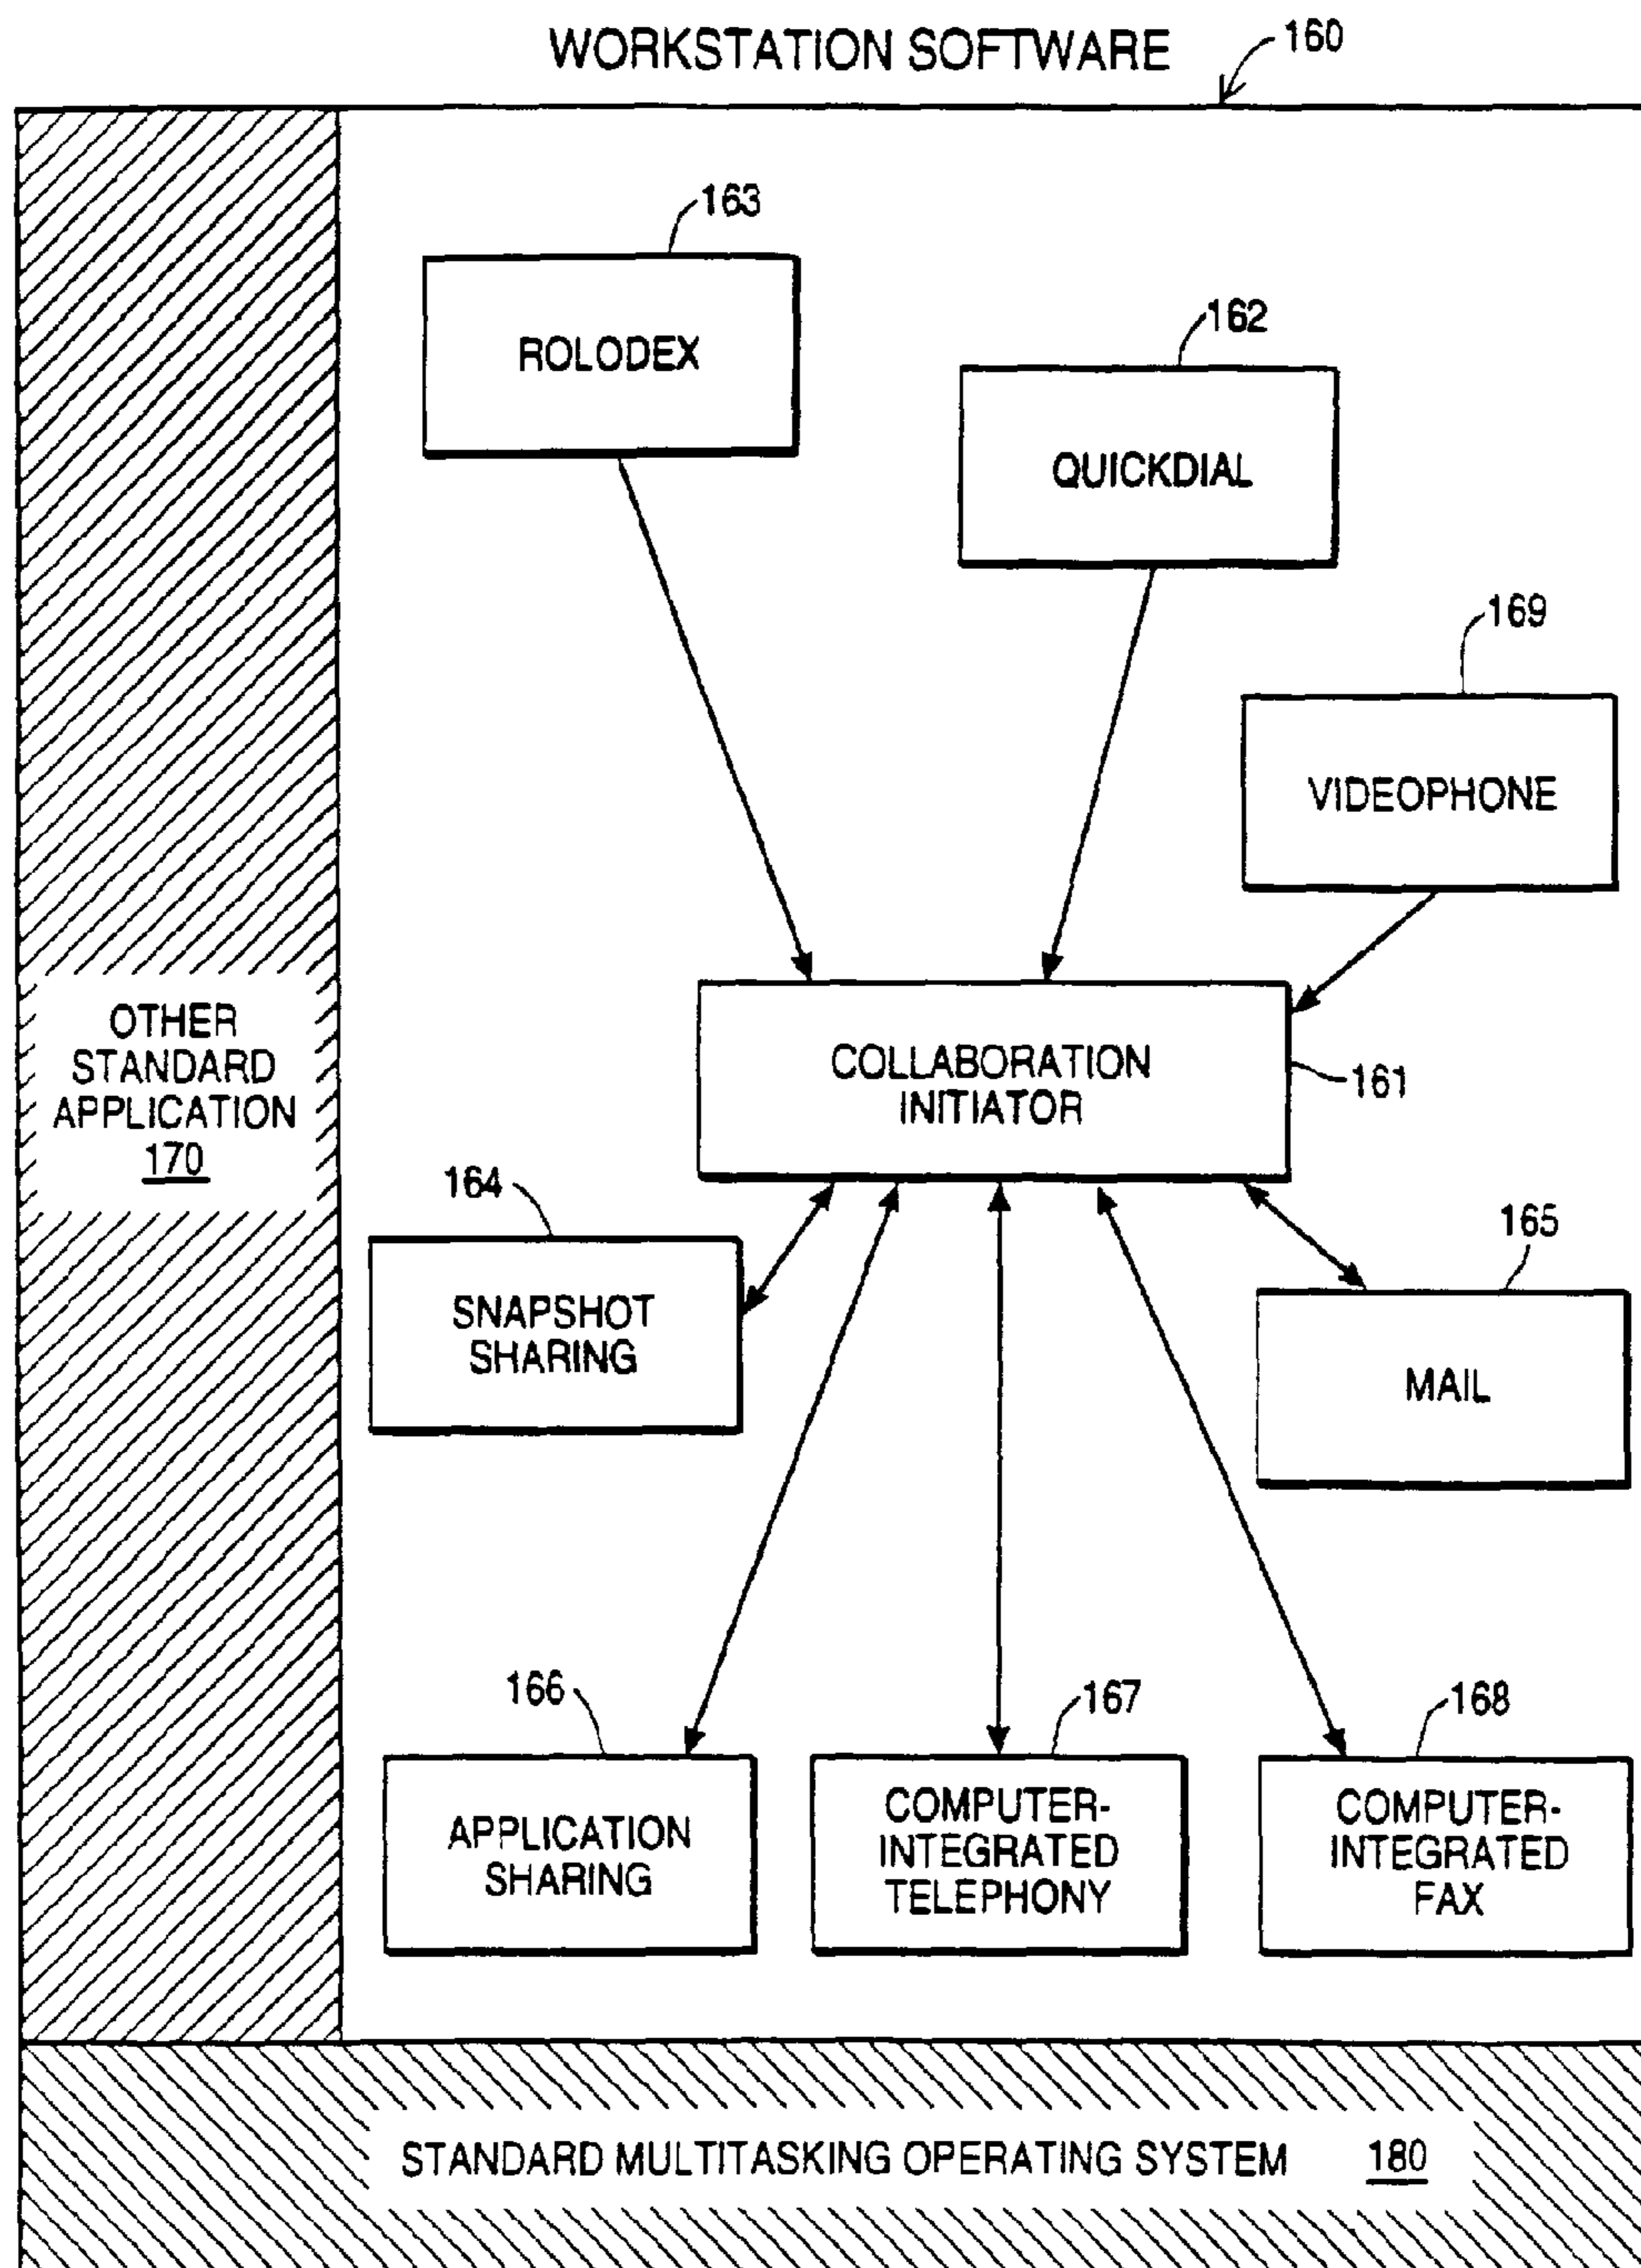 WORKSTATION SOFTWARE
160
163
ROLODEX
162
QUICKDIAL
169
VIDEOPHONE
COLLABORATION
INITIATOR
161
OTHER
STANDARD
APPLICATION
170
164
SNAPSHOT
SHARING
165
MAIL
166
APPLICATION
SHARING
167
COMPUTER-
INTEGRATED
TELEPHONY
168
COMPUTER-
INTEGRATED
FAX
STANDARD MULTITASKING OPERATING SYSTEM 180